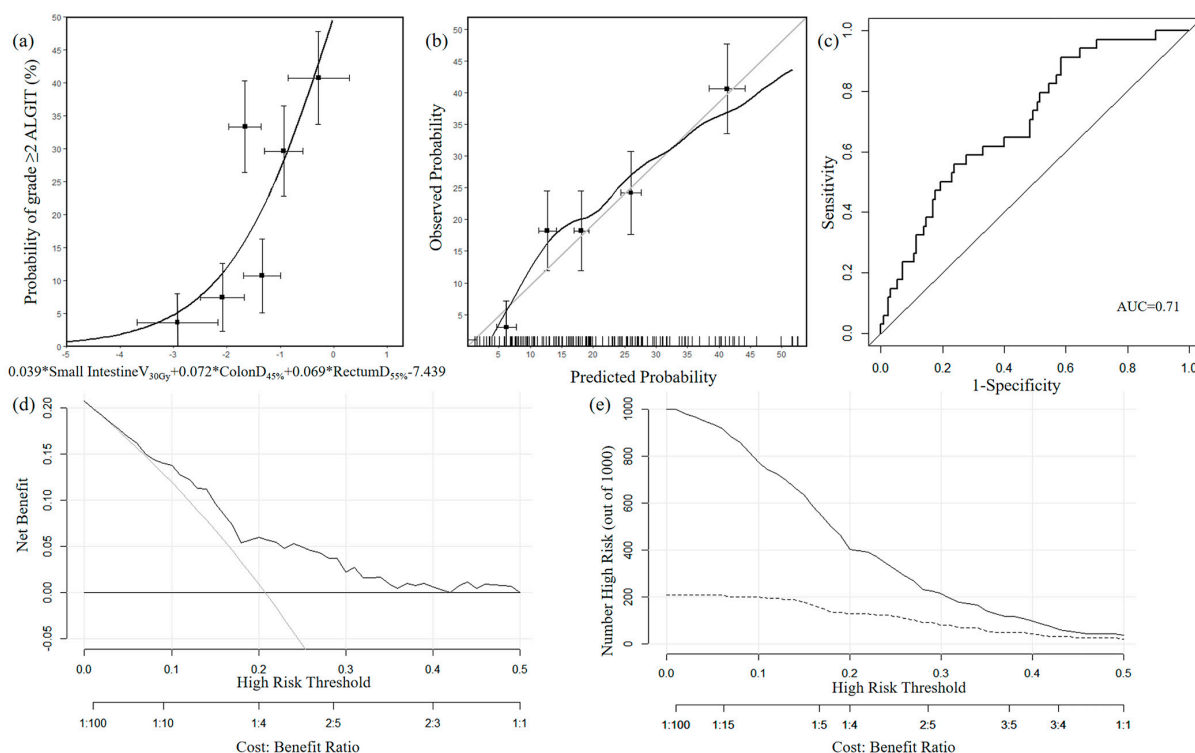 (a)
Probability of grade ≥2 ALGIT (%)
50
45
40
35
30
25
20
15
10
5
-5 -4 -3 -2 -1 0 1
0.039*Small IntestineV30Gy+0.072*ColonD45%+0.069*RectumD55%-7.439
(b)
Observed Probability
50
45
40
35
30
25
20
15
10
5
0 10 20 30 40 50
Predicted Probability
(c)
Sensitivity
1.0
0.8
0.6
0.4
0.2
0.0
AUC=0.71
0.0 0.2 0.4 0.6 0.8 1.0
1-Specificity
(d)
Net Benefit
0.20
0.15
0.10
0.05
0.00
-0.05
0.0 0.1 0.2 0.3 0.4 0.5
High Risk Threshold
1:100 1:10 1:4 2:5 2:3 1:1
Cost: Benefit Ratio
(e)
Number High Risk (out of 1000)
1000
800
600
400
200
0
0.0 0.1 0.2 0.3 0.4 0.5
High Risk Threshold
1:100 1:15 1:5 1:4 2:5 3:5 3:4 1:1
Cost: Benefit Ratio